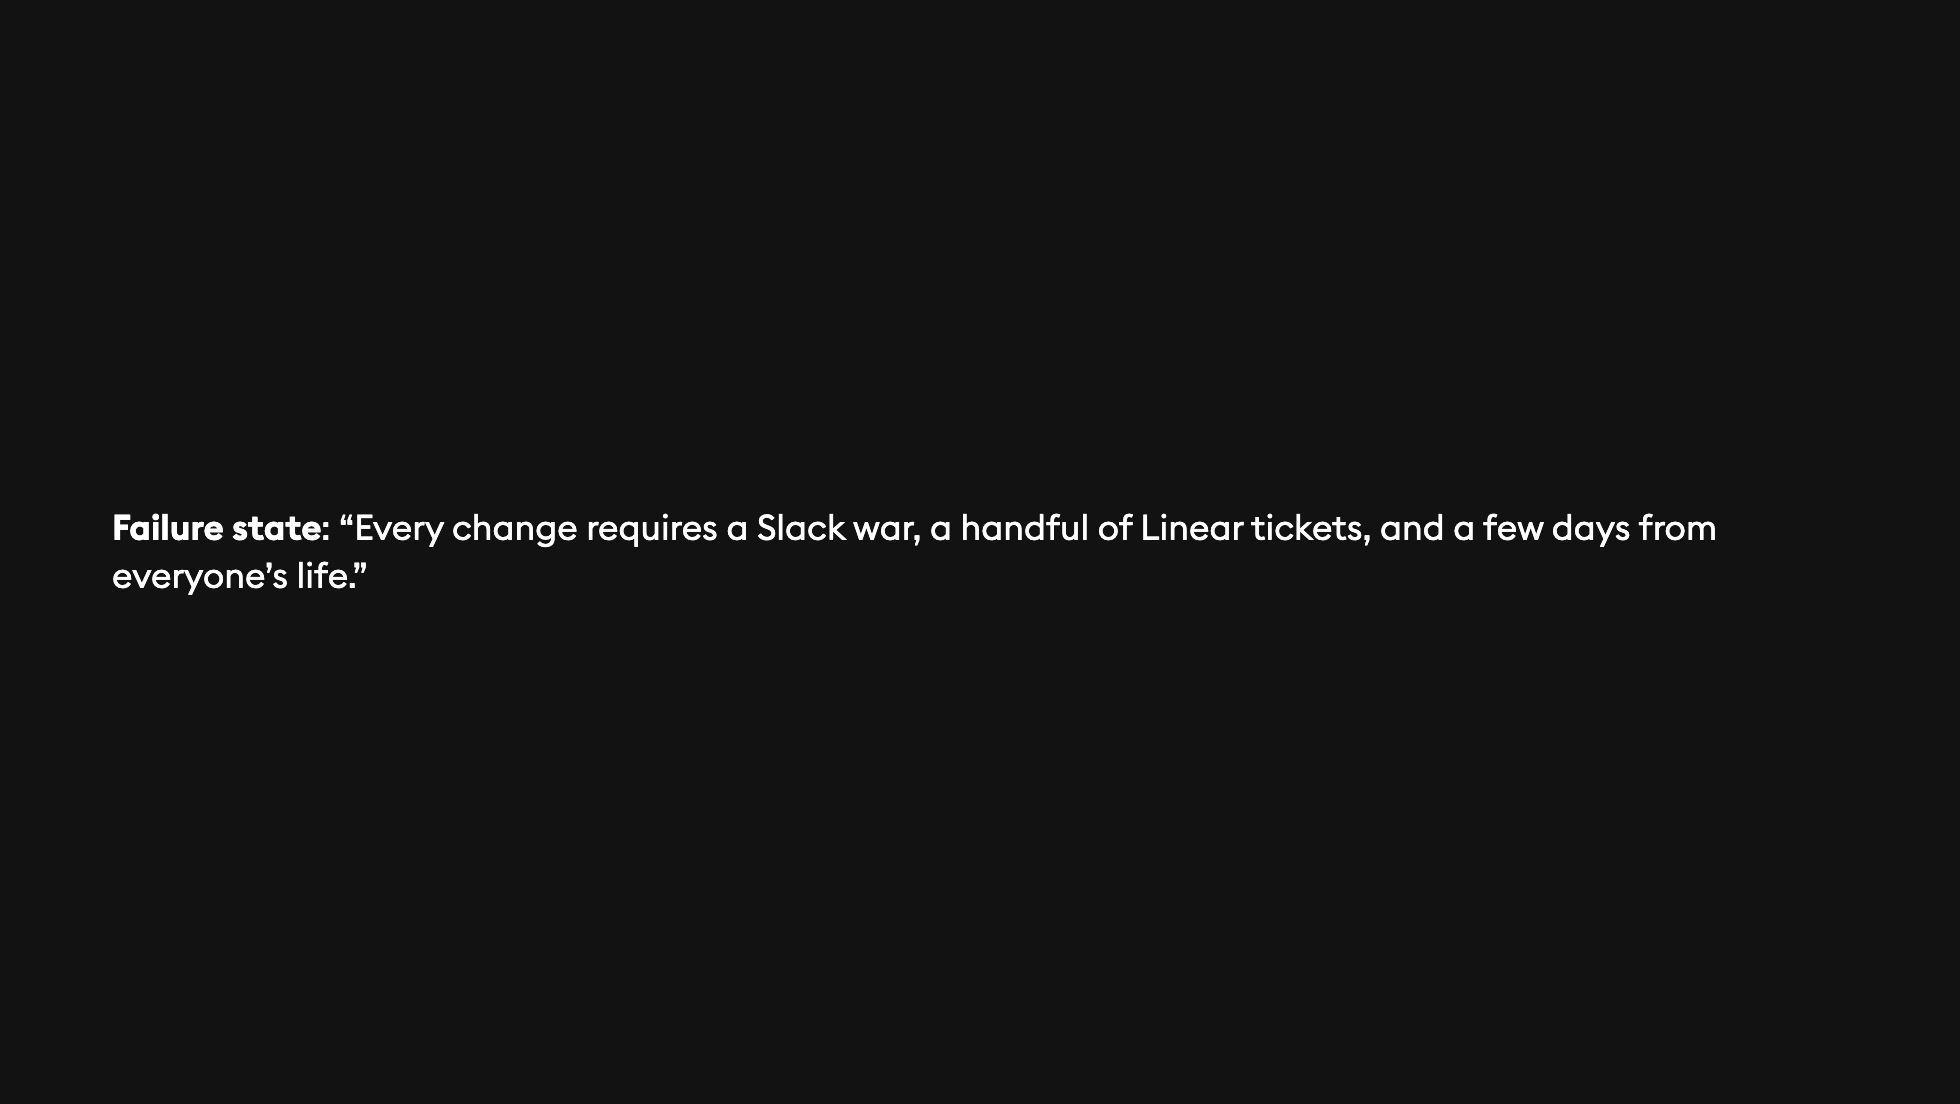 Failure state: “Every change requires a Slack war, a handful of Linear tickets, and a few days from
everyone’s life.”